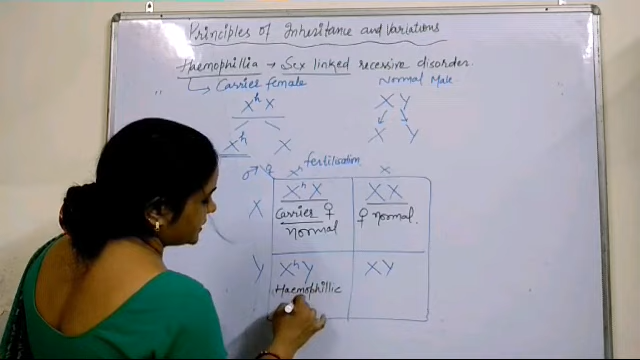 Principles of Inheritance and Variations
Haemophillia → Sex linked recessive disorder.
Carrier female
Normal Male
XʰX
XY
Xʰ X
X Y
fertilisation
♂ ♀ Xʰ X
X XʰX XX
Carrier ♀ ♀ normal.
normal
Y XʰY XY
Haemophillic